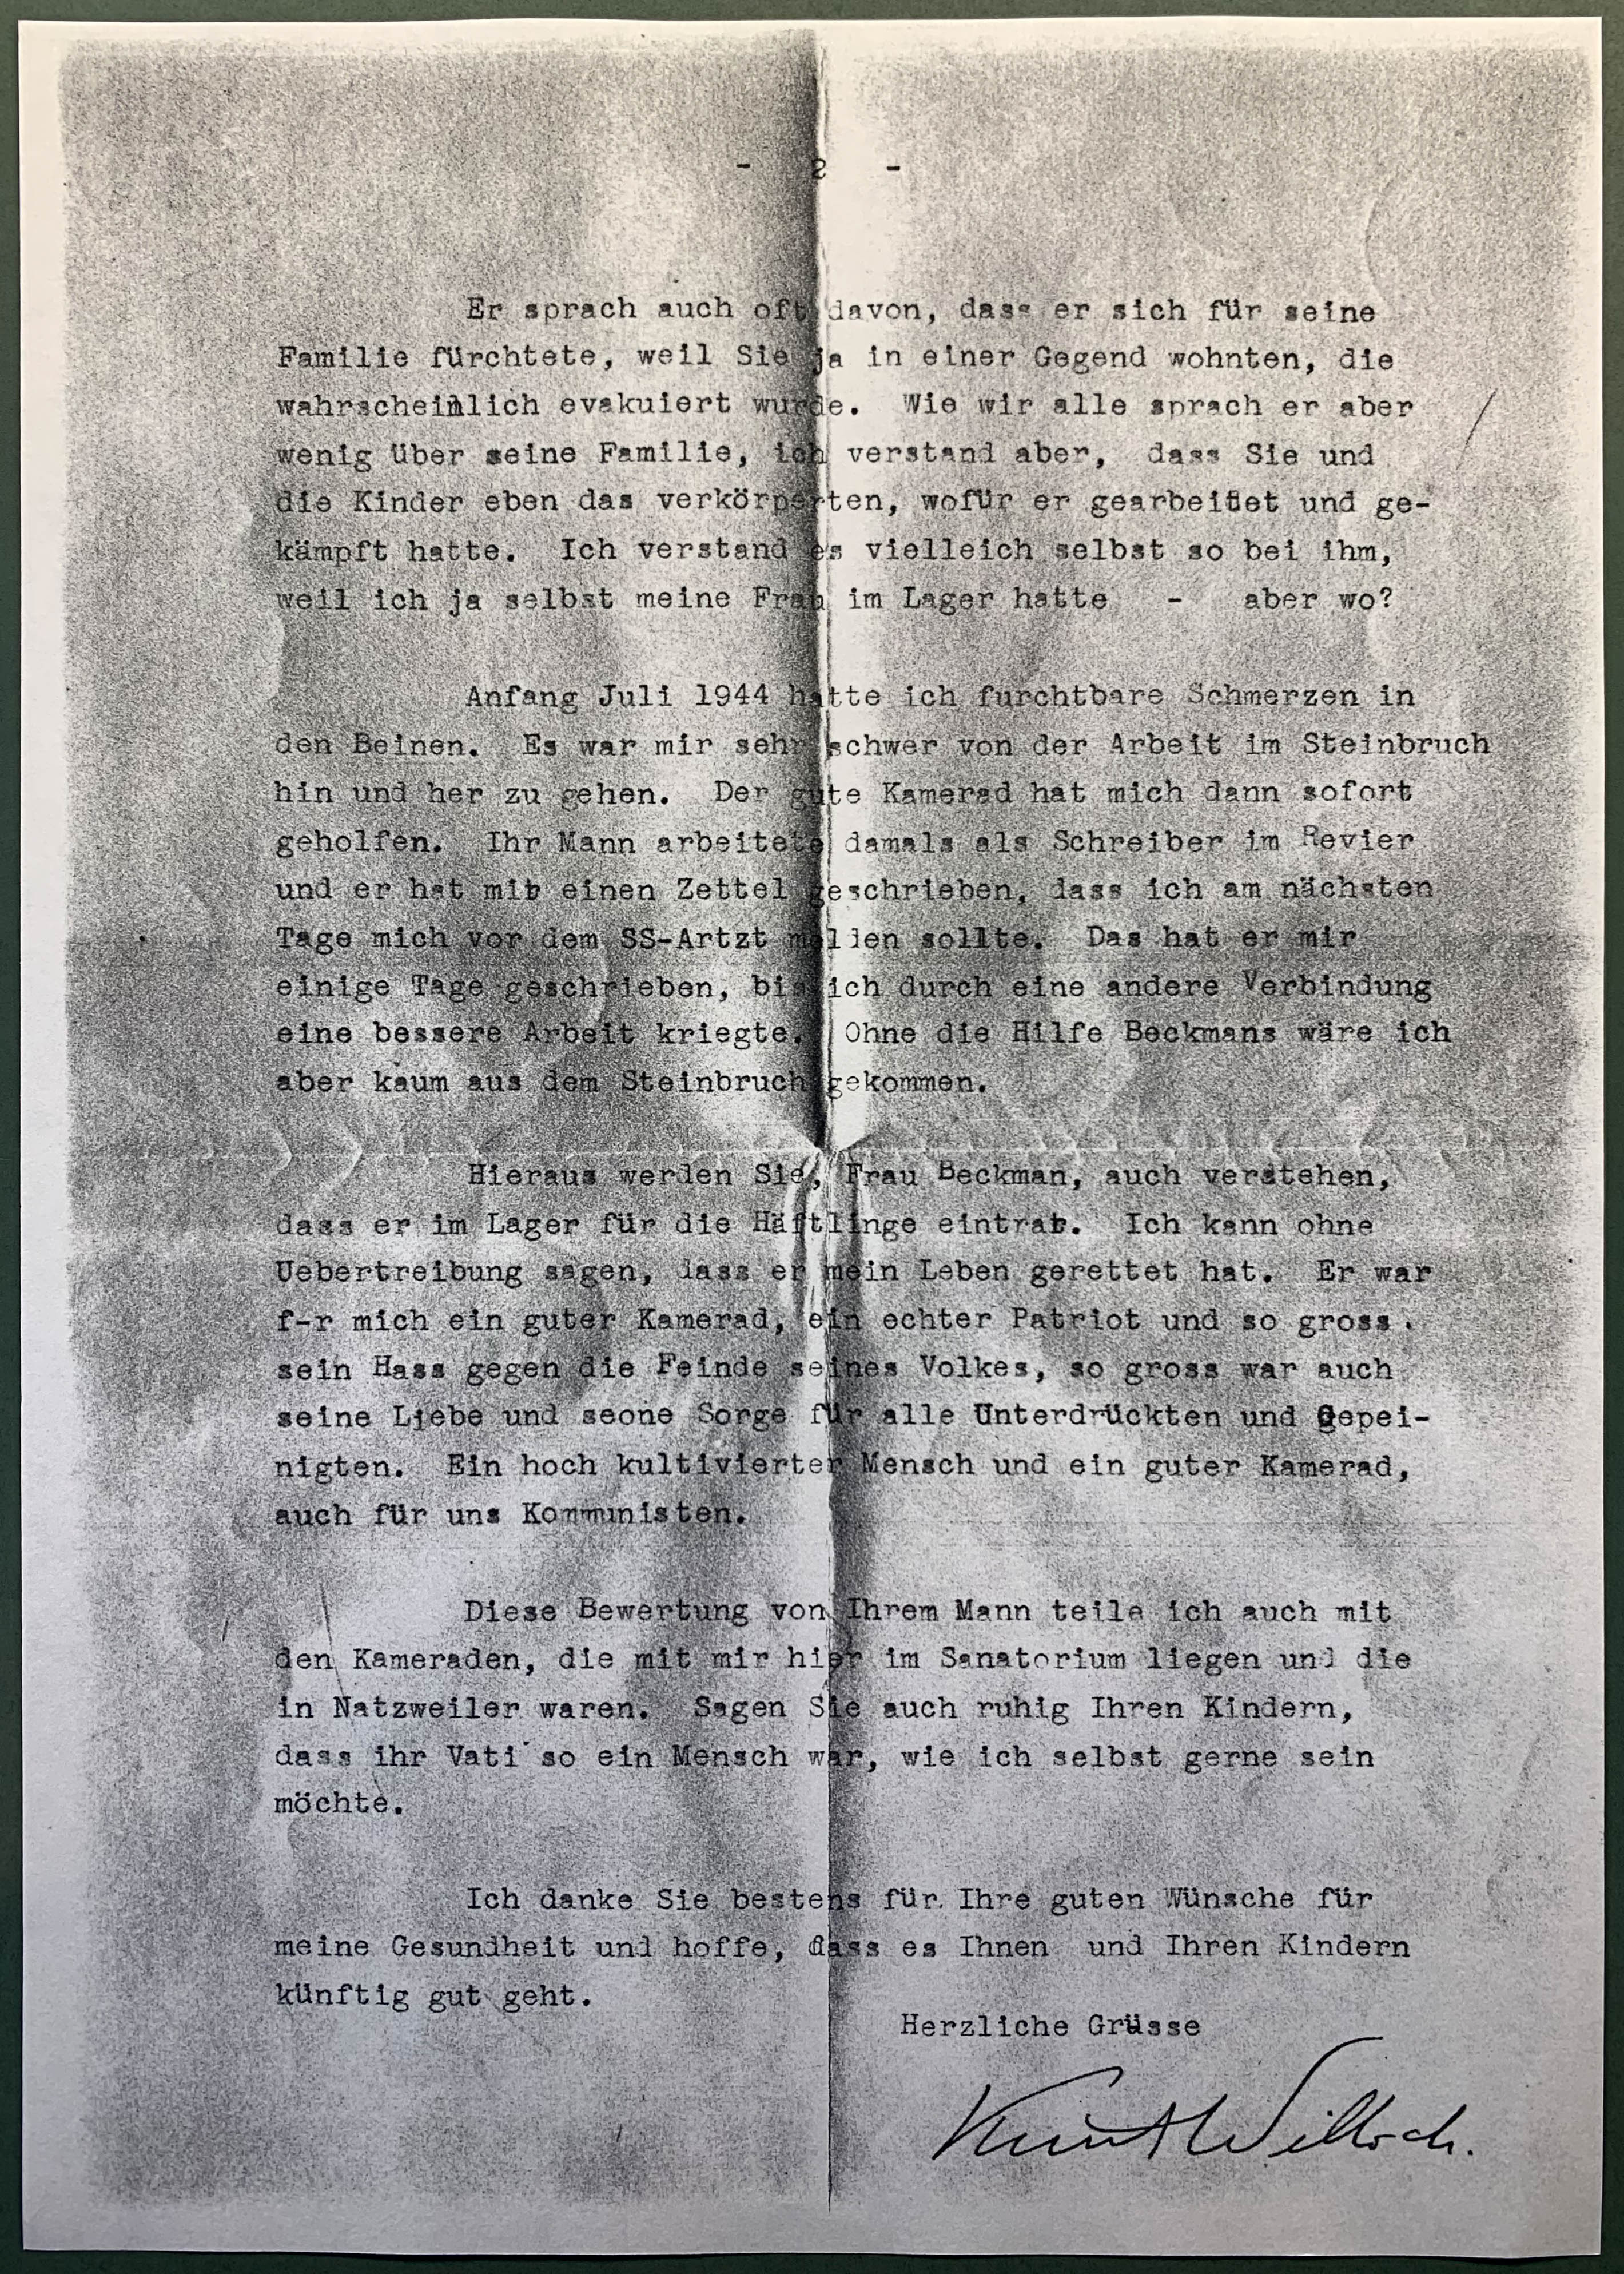 - 2 -
Er sprach auch oft davon, dass er sich für seine
Familie fürchtete, weil Sie ja in einer Gegend wohnten, die
wahrscheinlich evakuiert wurde. Wie wir alle sprach er aber
wenig über seine Familie, ich verstand aber, dass Sie und
die Kinder eben das verkörperten, wofür er gearbeitet und ge-
kämpft hatte. Ich verstand es vielleich selbst so bei ihm,
weil ich ja selbst meine Frau im Lager hatte - aber wo?
Anfang Juli 1944 hatte ich furchtbare Schmerzen in
den Beinen. Es war mir sehr schwer von der Arbeit im Steinbruch
hin und her zu gehen. Der gute Kamerad hat mich dann sofort
geholfen. Ihr Mann arbeitete damals als Schreiber im Revier
und er hat mir einen Zettel geschrieben, dass ich am nächsten
Tage mich vor dem SS-Artzt mellen sollte. Das hat er mir
einige Tage geschrieben, bis ich durch eine andere Verbindung
eine bessere Arbeit kriegte. Ohne die Hilfe Beckmans wäre ich
aber kaum aus dem Steinbruch gekommen.
Hieraus werden Sie, Frau Beckman, auch verstehen,
dass er im Lager für die Häftlinge eintrat. Ich kann ohne
Uebertreibung sagen, dass er mein Leben gerettet hat. Er war
f-r mich ein guter Kamerad, ein echter Patriot und so gross.
sein Hass gegen die Feinde seines Volkes, so gross war auch
seine Liebe und seone Sorge für alle Unterdrückten und Gepei-
nigten. Ein hoch kultivierter Mensch und ein guter Kamerad,
auch für uns Kommunisten.
Diese Bewertung von Ihrem Mann teile ich auch mit
den Kameraden, die mit mir hier im Sanatorium liegen und die
in Natzweiler waren. Sagen Sie auch ruhig Ihren Kindern,
dass ihr Vati so ein Mensch war, wie ich selbst gerne sein
möchte.
Ich danke Sie bestens für Ihre guten Wünsche für
meine Gesundheit und hoffe, dass es Ihnen und Ihren Kindern
künftig gut geht.
Herzliche Grüsse